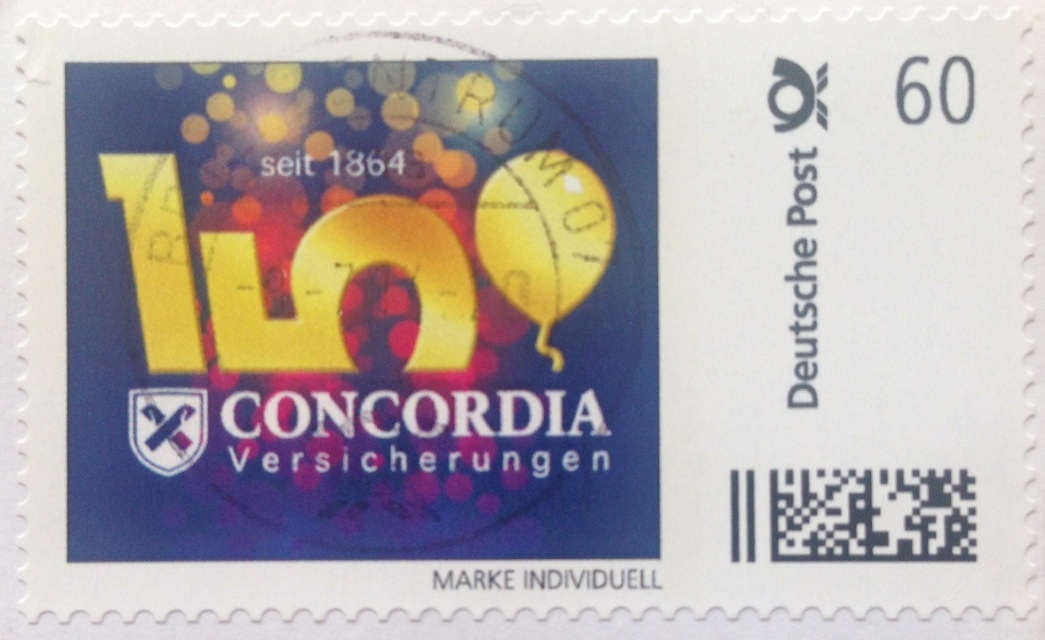 seit 1864
150
CONCORDIA
Versicherungen
MARKE INDIVIDUELL
Deutsche Post
60